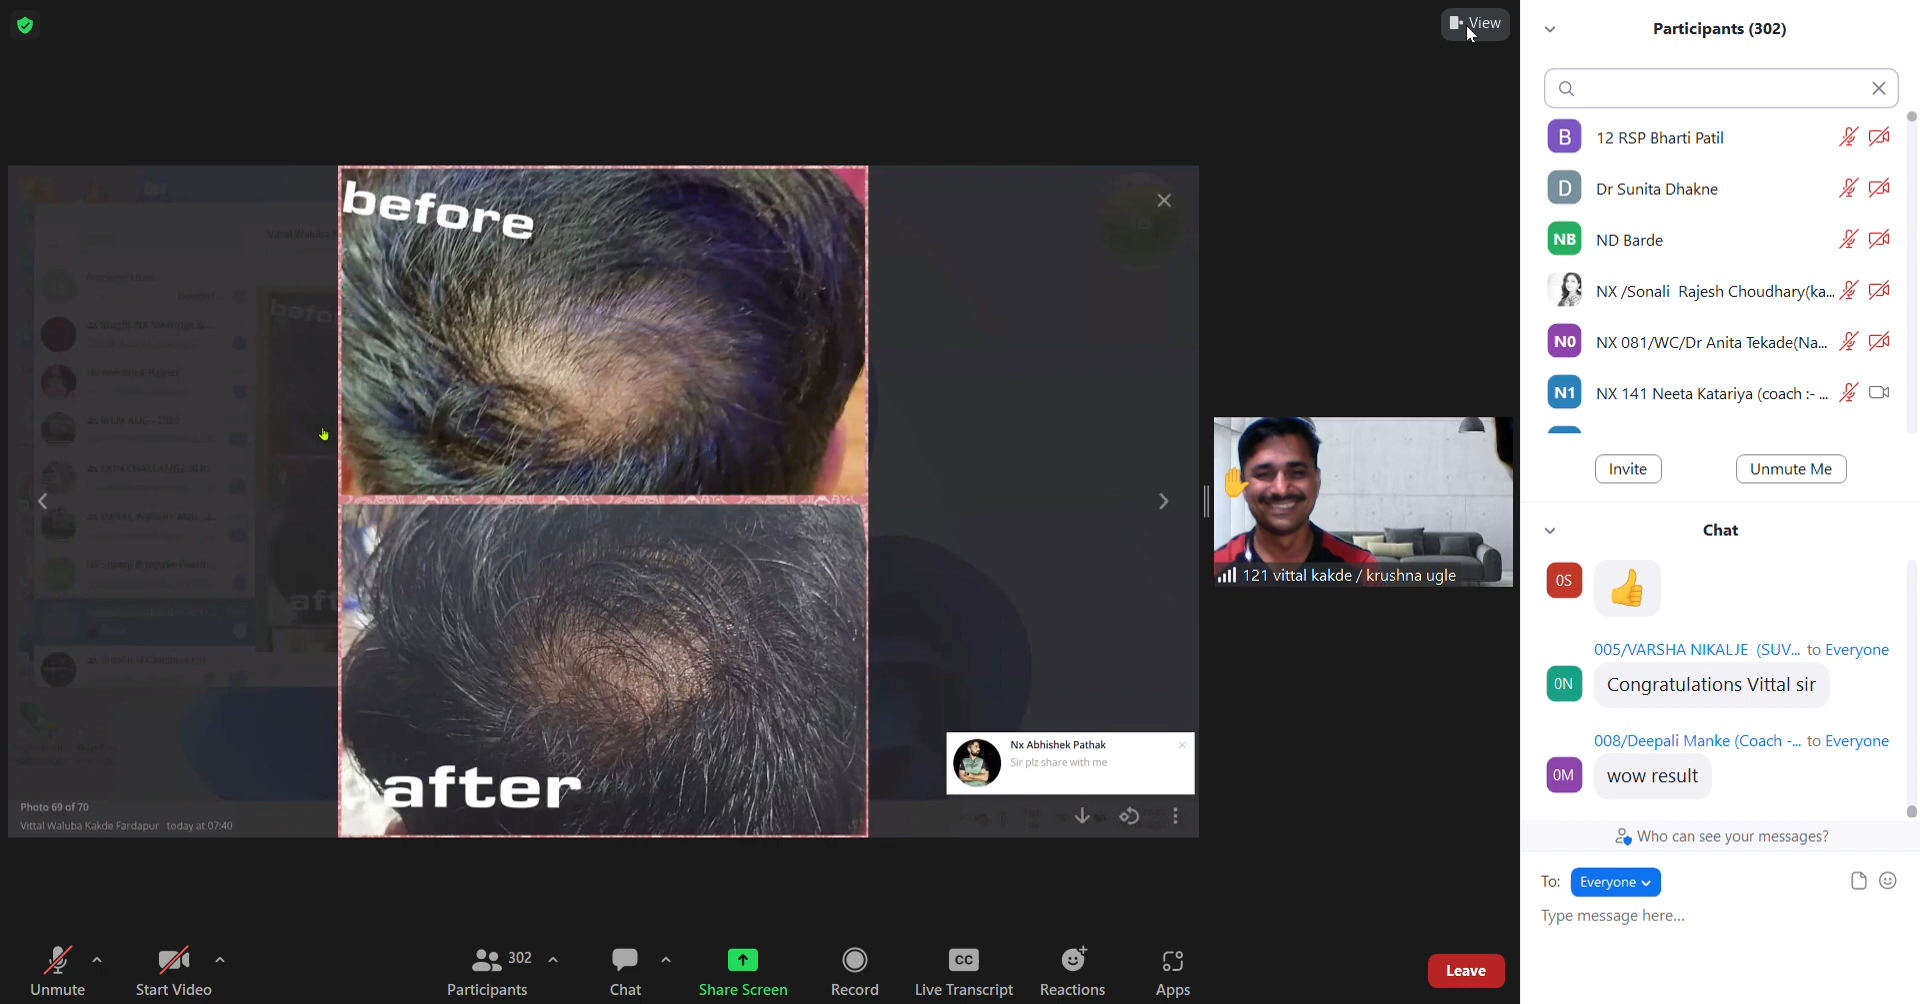 View
before
after
Photo 69 of 70
Vittal Waluba Kakde Fardapur today at 07:40
Nx Abhishek Pathak
Sir plz share with me
121 vittal kakde / krushna ugle
Unmute
Start Video
302
Participants
Chat
Share Screen
Record
CC
Live Transcript
Reactions
Apps
Leave
Participants (302)
B 12 RSP Bharti Patil
D Dr Sunita Dhakne
NB ND Barde
NX /Sonali Rajesh Choudhary(ka...
N0 NX 081/WC/Dr Anita Tekade(Na...
N1 NX 141 Neeta Katariya (coach :- ...
Invite
Unmute Me
Chat
0S
005/VARSHA NIKALJE (SUV... to Everyone
0N Congratulations Vittal sir
008/Deepali Manke (Coach -... to Everyone
0M wow result
Who can see your messages?
To: Everyone
Type message here...